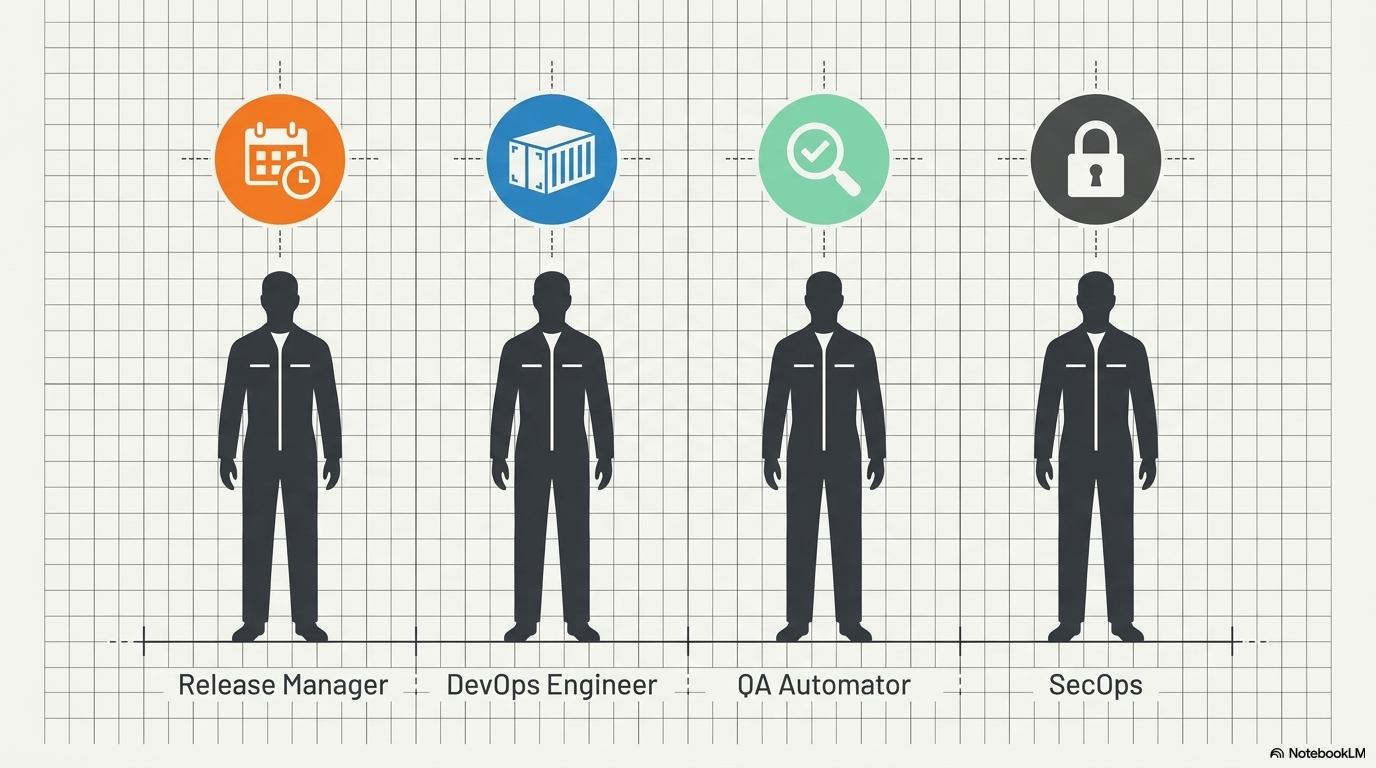 Release Manager
DevOps Engineer
QA Automator
SecOps
NotebookLM